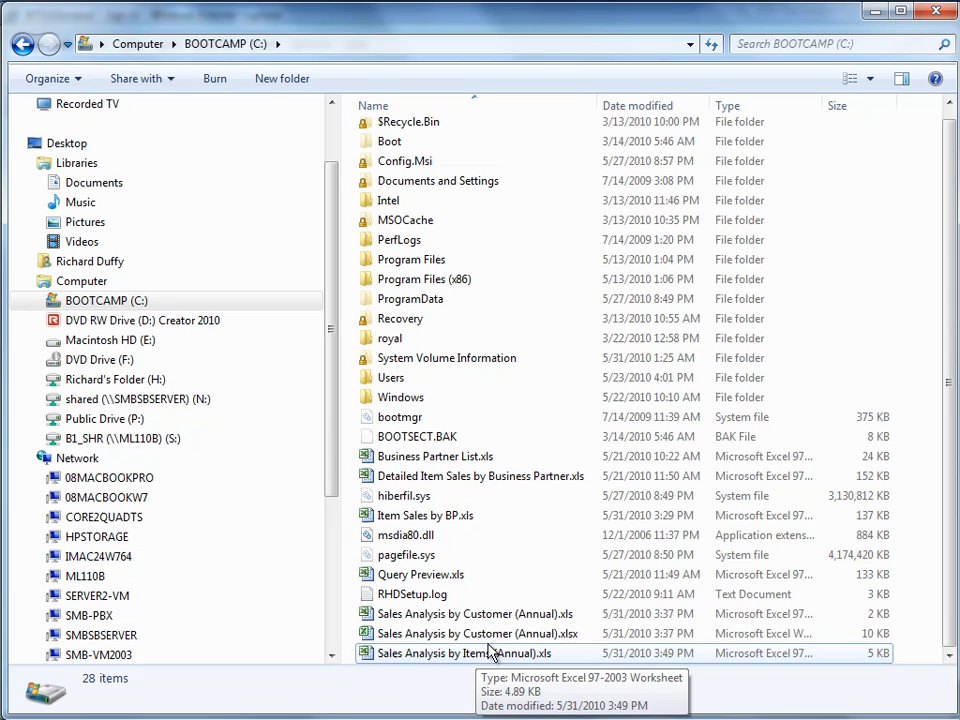 Computer BOOTCAMP (C:)
Search BOOTCAMP (C:)
Organize Share with Burn New folder
Recorded TV
Desktop
Libraries
Documents
Music
Pictures
Videos
Richard Duffy
Computer
BOOTCAMP (C:)
DVD RW Drive (D:) Creator 2010
Macintosh HD (E:)
DVD Drive (F:)
Richard's Folder (H:)
shared (\\SMBSBSERVER) (N:)
Public Drive (P:)
B1_SHR (\\ML110B) (S:)
Network
08MACBOOKPRO
08MACBOOKW7
CORE2QUADTS
HPSTORAGE
IMAC24W764
ML110B
SERVER2-VM
SMB-PBX
SMBSBSERVER
SMB-VM2003
Name Date modified Type Size
$Recycle.Bin 3/13/2010 10:00 PM File folder
Boot 3/14/2010 5:46 AM File folder
Config.Msi 5/27/2010 8:57 PM File folder
Documents and Settings 7/14/2009 3:08 PM File folder
Intel 3/13/2010 11:46 PM File folder
MSOCache 3/13/2010 10:35 PM File folder
PerfLogs 7/14/2009 1:20 PM File folder
Program Files 5/13/2010 1:04 PM File folder
Program Files (x86) 5/13/2010 1:06 PM File folder
ProgramData 5/27/2010 8:49 PM File folder
Recovery 3/13/2010 10:55 AM File folder
royal 3/22/2010 12:58 PM File folder
System Volume Information 5/31/2010 1:25 AM File folder
Users 5/23/2010 4:01 PM File folder
Windows 5/22/2010 10:10 AM File folder
bootmgr 7/14/2009 11:39 AM System file 375 KB
BOOTSECT.BAK 3/14/2010 5:46 AM BAK File 8 KB
Business Partner List.xls 5/21/2010 10:22 AM Microsoft Excel 97... 24 KB
Detailed Item Sales by Business Partner.xls 5/21/2010 11:50 AM Microsoft Excel 97... 152 KB
hiberfil.sys 5/27/2010 8:49 PM System file 3,130,812 KB
Item Sales by BP.xls 5/31/2010 3:29 PM Microsoft Excel 97... 137 KB
msdia80.dll 12/1/2006 11:37 PM Application extens... 884 KB
pagefile.sys 5/27/2010 8:50 PM System file 4,174,420 KB
Query Preview.xls 5/21/2010 11:49 AM Microsoft Excel 97... 133 KB
RHDSetup.log 5/22/2010 9:11 AM Text Document 3 KB
Sales Analysis by Customer (Annual).xls 5/31/2010 3:37 PM Microsoft Excel 97... 2 KB
Sales Analysis by Customer (Annual).xlsx 5/31/2010 3:37 PM Microsoft Excel W... 10 KB
Sales Analysis by Item (Annual).xls 5/31/2010 3:49 PM Microsoft Excel 97... 5 KB
Type: Microsoft Excel 97-2003 Worksheet
Size: 4.89 KB
Date modified: 5/31/2010 3:49 PM
28 items